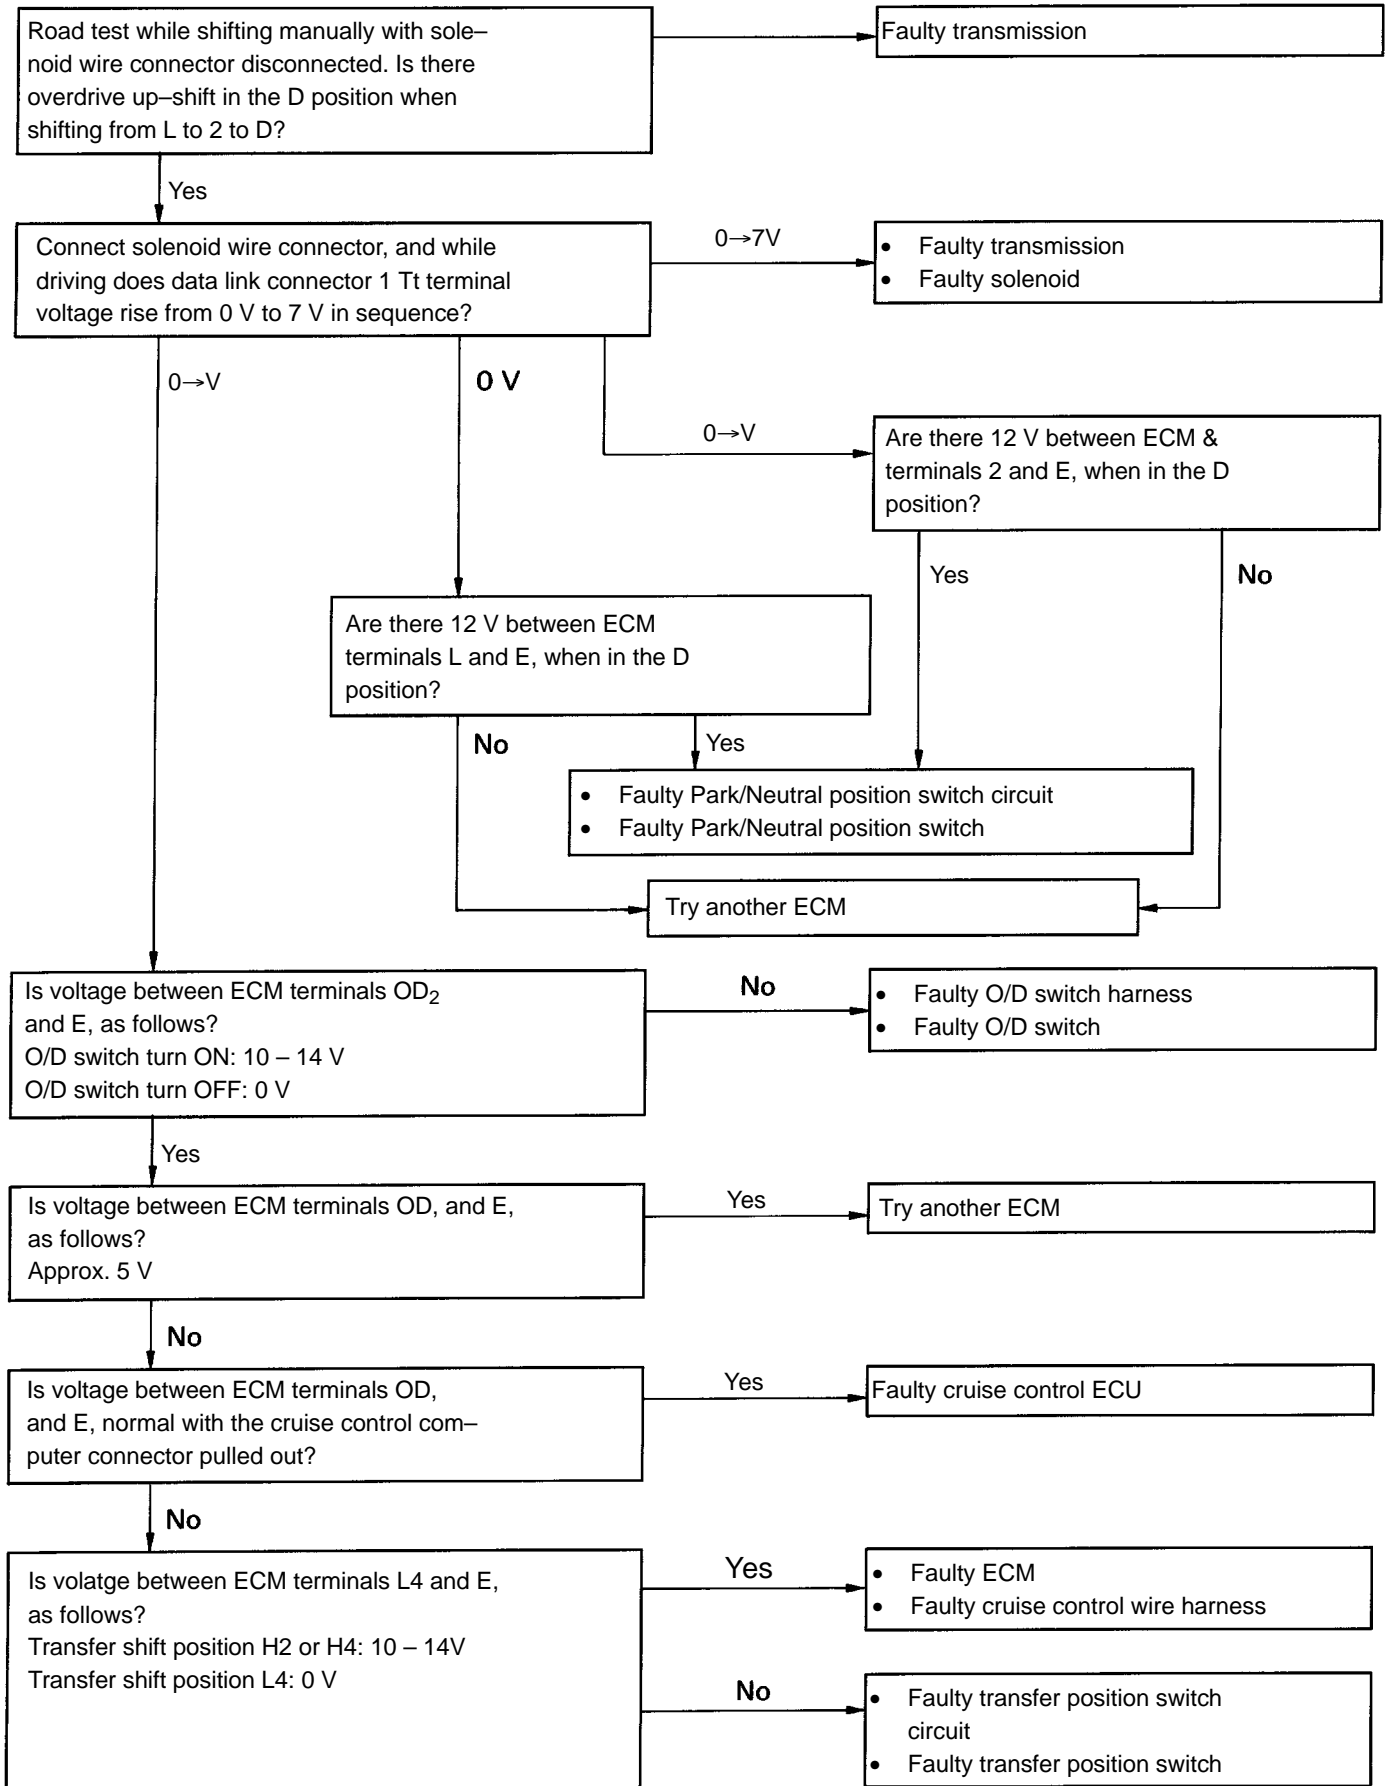 Road test while shifting manually with sole–
noid wire connector disconnected. Is there
overdrive up–shift in the D position when
shifting from L to 2 to D?
Faulty transmission
Yes
Connect solenoid wire connector, and while
driving does data link connector 1 Tt terminal
voltage rise from 0 V to 7 V in sequence?
0→7V
• Faulty transmission
• Faulty solenoid
0→V
0 V
0→V
Are there 12 V between ECM &
terminals 2 and E, when in the D
position?
Yes
No
Are there 12 V between ECM
terminals L and E, when in the D
position?
No
Yes
• Faulty Park/Neutral position switch circuit
• Faulty Park/Neutral position switch
Try another ECM
Is voltage between ECM terminals OD2
and E, as follows?
O/D switch turn ON: 10 – 14 V
O/D switch turn OFF: 0 V
No
• Faulty O/D switch harness
• Faulty O/D switch
Yes
Is voltage between ECM terminals OD, and E,
as follows?
Approx. 5 V
Yes
Try another ECM
No
Is voltage between ECM terminals OD,
and E, normal with the cruise control com–
puter connector pulled out?
Yes
Faulty cruise control ECU
No
Is volatge between ECM terminals L4 and E,
as follows?
Transfer shift position H2 or H4: 10 – 14V
Transfer shift position L4: 0 V
Yes
• Faulty ECM
• Faulty cruise control wire harness
No
• Faulty transfer position switch
circuit
• Faulty transfer position switch